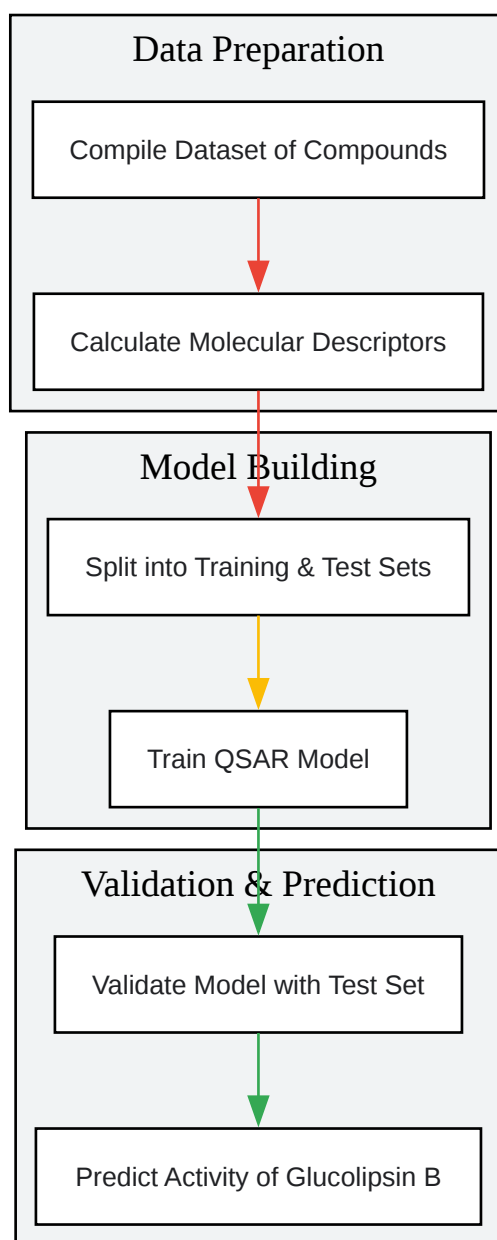 Data Preparation
Compile Dataset of Compounds
Calculate Molecular Descriptors
Model Building
Split into Training & Test Sets
Train QSAR Model
Validation & Prediction
Validate Model with Test Set
Predict Activity of Glucolipsin B